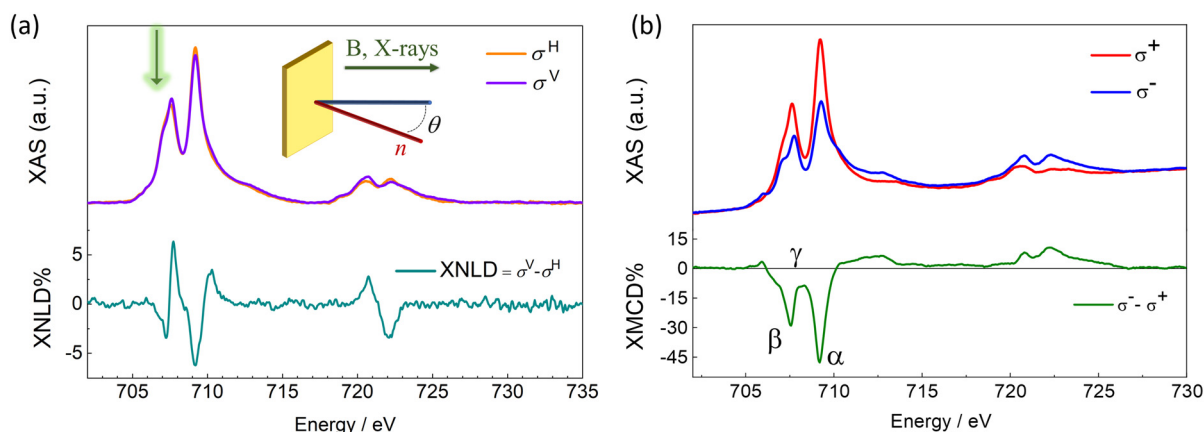 (a)
B, X-rays
θ
n
σH
σV
XAS (a.u.)
XNLD = σV-σH
XNLD%
5
0
-5
705 710 715 720 725 730 735
Energy / eV
(b)
σ+
σ-
XAS (a.u.)
15
0
-15
-30
-45
XMCD%
γ
β
α
σ- - σ+
705 710 715 720 725 730
Energy / eV